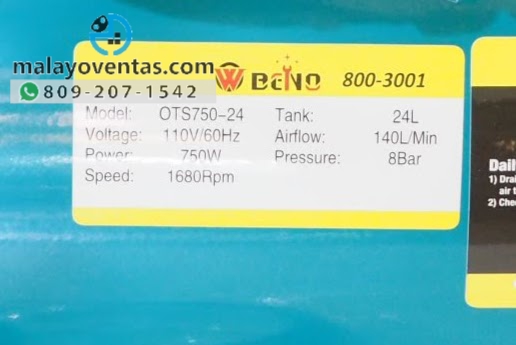 malayoventas.com
809-207-1542
BENO 800-3001
Model: OTS750-24 Tank: 24L
Voltage: 110V/60Hz Airflow: 140L/Min
Power: 750W Pressure: 8Bar
Speed: 1680Rpm
Dail
1) Drai
air t
2) Che